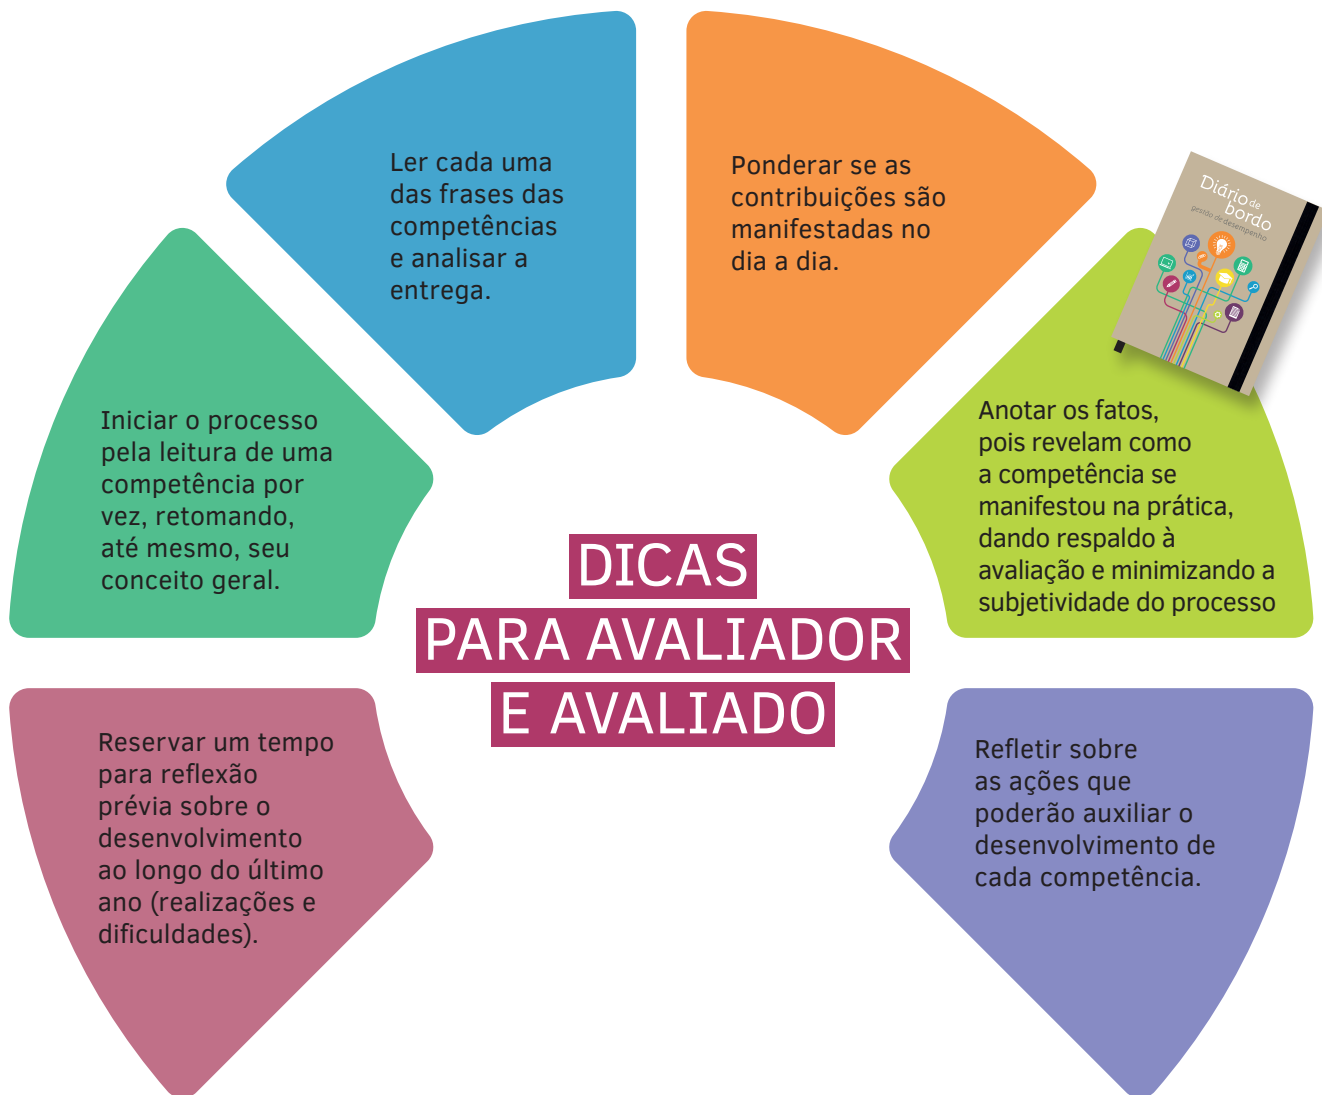 Ler cada uma
das frases das
competências
e analisar a
entrega.
Ponderar se as
contribuições são
manifestadas no
dia a dia.
Diário de
bordo
gestão de desempenho
Iniciar o processo
pela leitura de uma
competência por
vez, retomando,
até mesmo, seu
conceito geral.
Anotar os fatos,
pois revelam como
a competência se
manifestou na prática,
dando respaldo à
avaliação e minimizando a
subjetividade do processo
DICAS
PARA AVALIADOR
E AVALIADO
Reservar um tempo
para reflexão
prévia sobre o
desenvolvimento
ao longo do último
ano (realizações e
dificuldades).
Refletir sobre
as ações que
poderão auxiliar o
desenvolvimento de
cada competência.